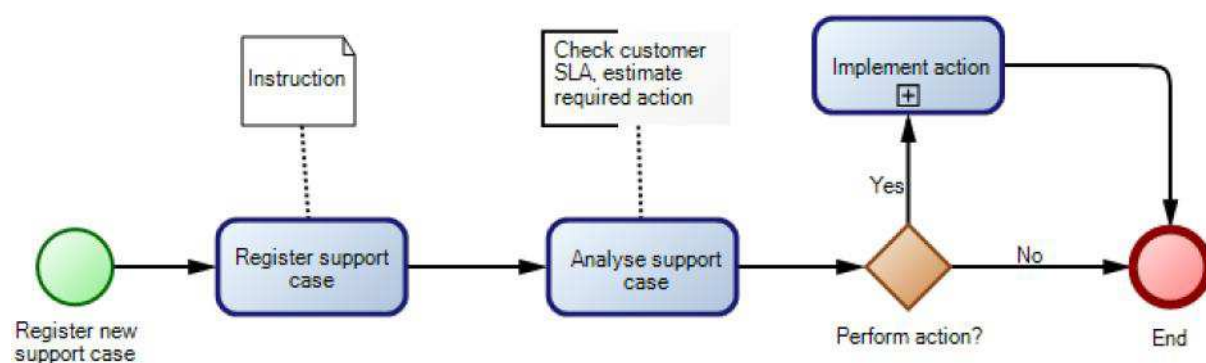 Instruction
Check customer
SLA, estimate
required action
Implement action
Yes
Register support
case
Analyse support
case
No
Register new
support case
Perform action?
End